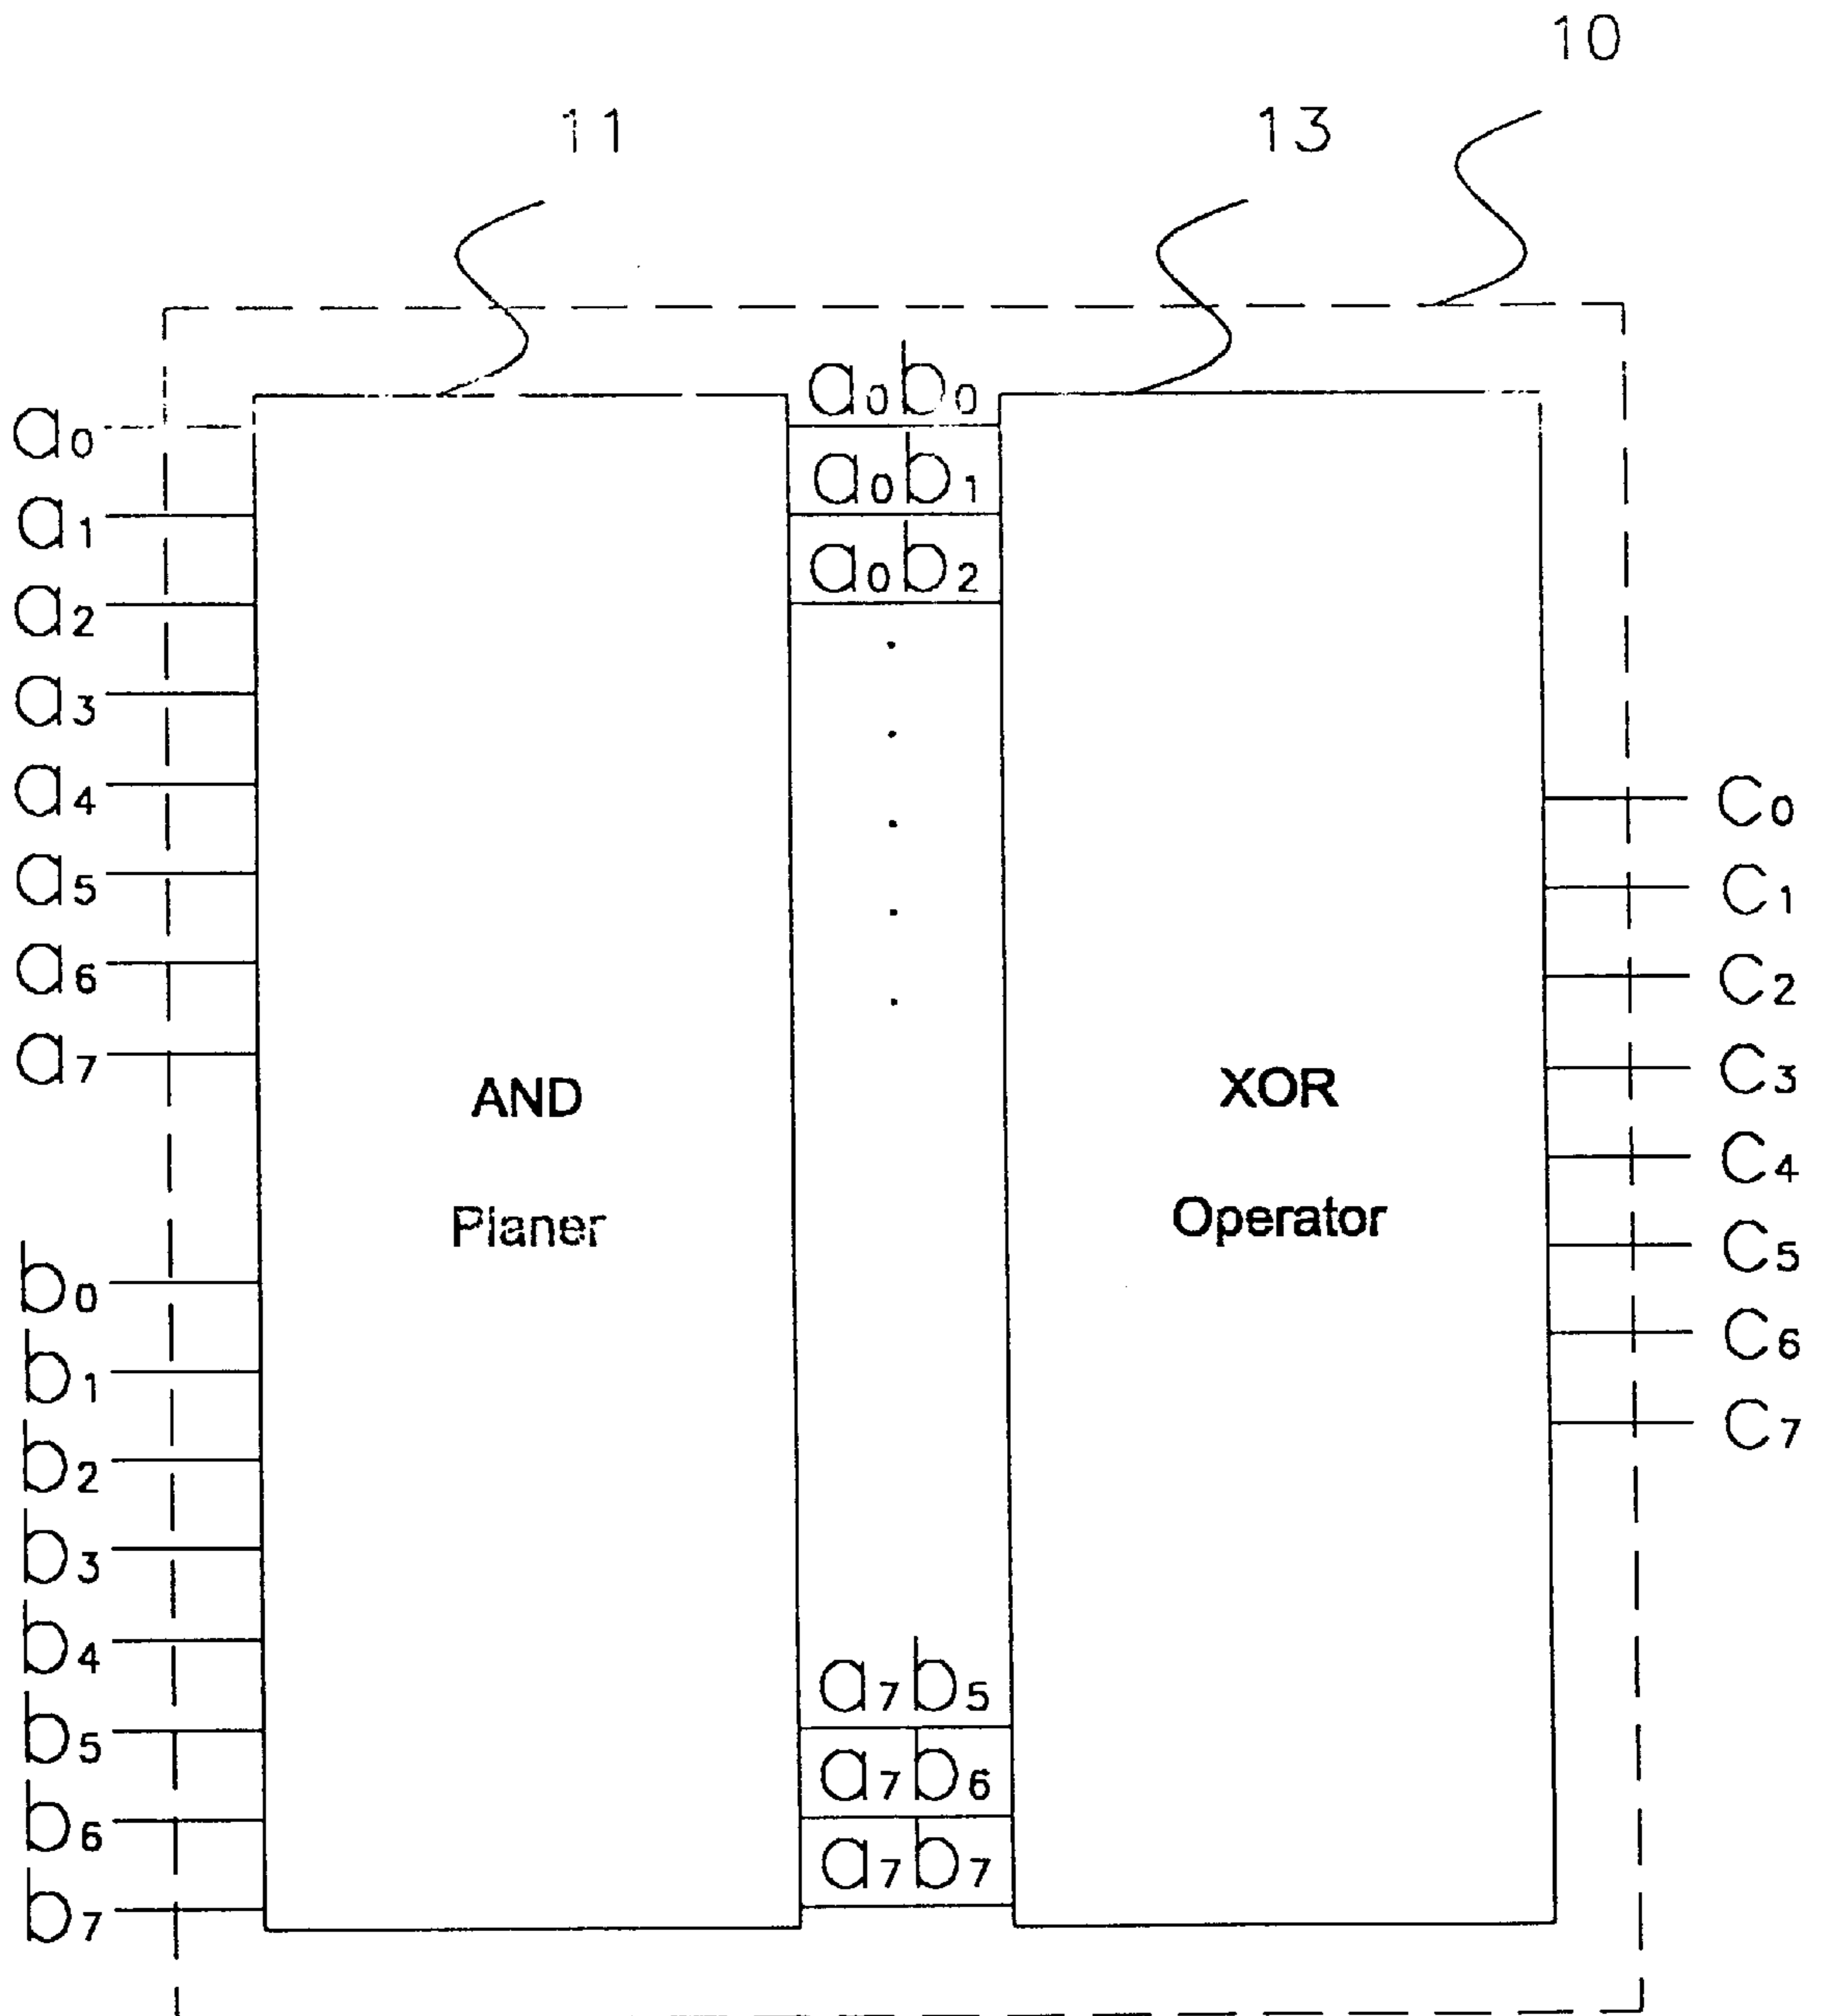 10
11
13
a₀
a₁
a₂
a₃
a₄
a₅
a₆
a₇
b₀
b₁
b₂
b₃
b₄
b₅
b₆
b₇
AND
Planer
a₀b₀
a₀b₁
a₀b₂
a₇b₅
a₇b₆
a₇b₇
XOR
Operator
C₀
C₁
C₂
C₃
C₄
C₅
C₆
C₇